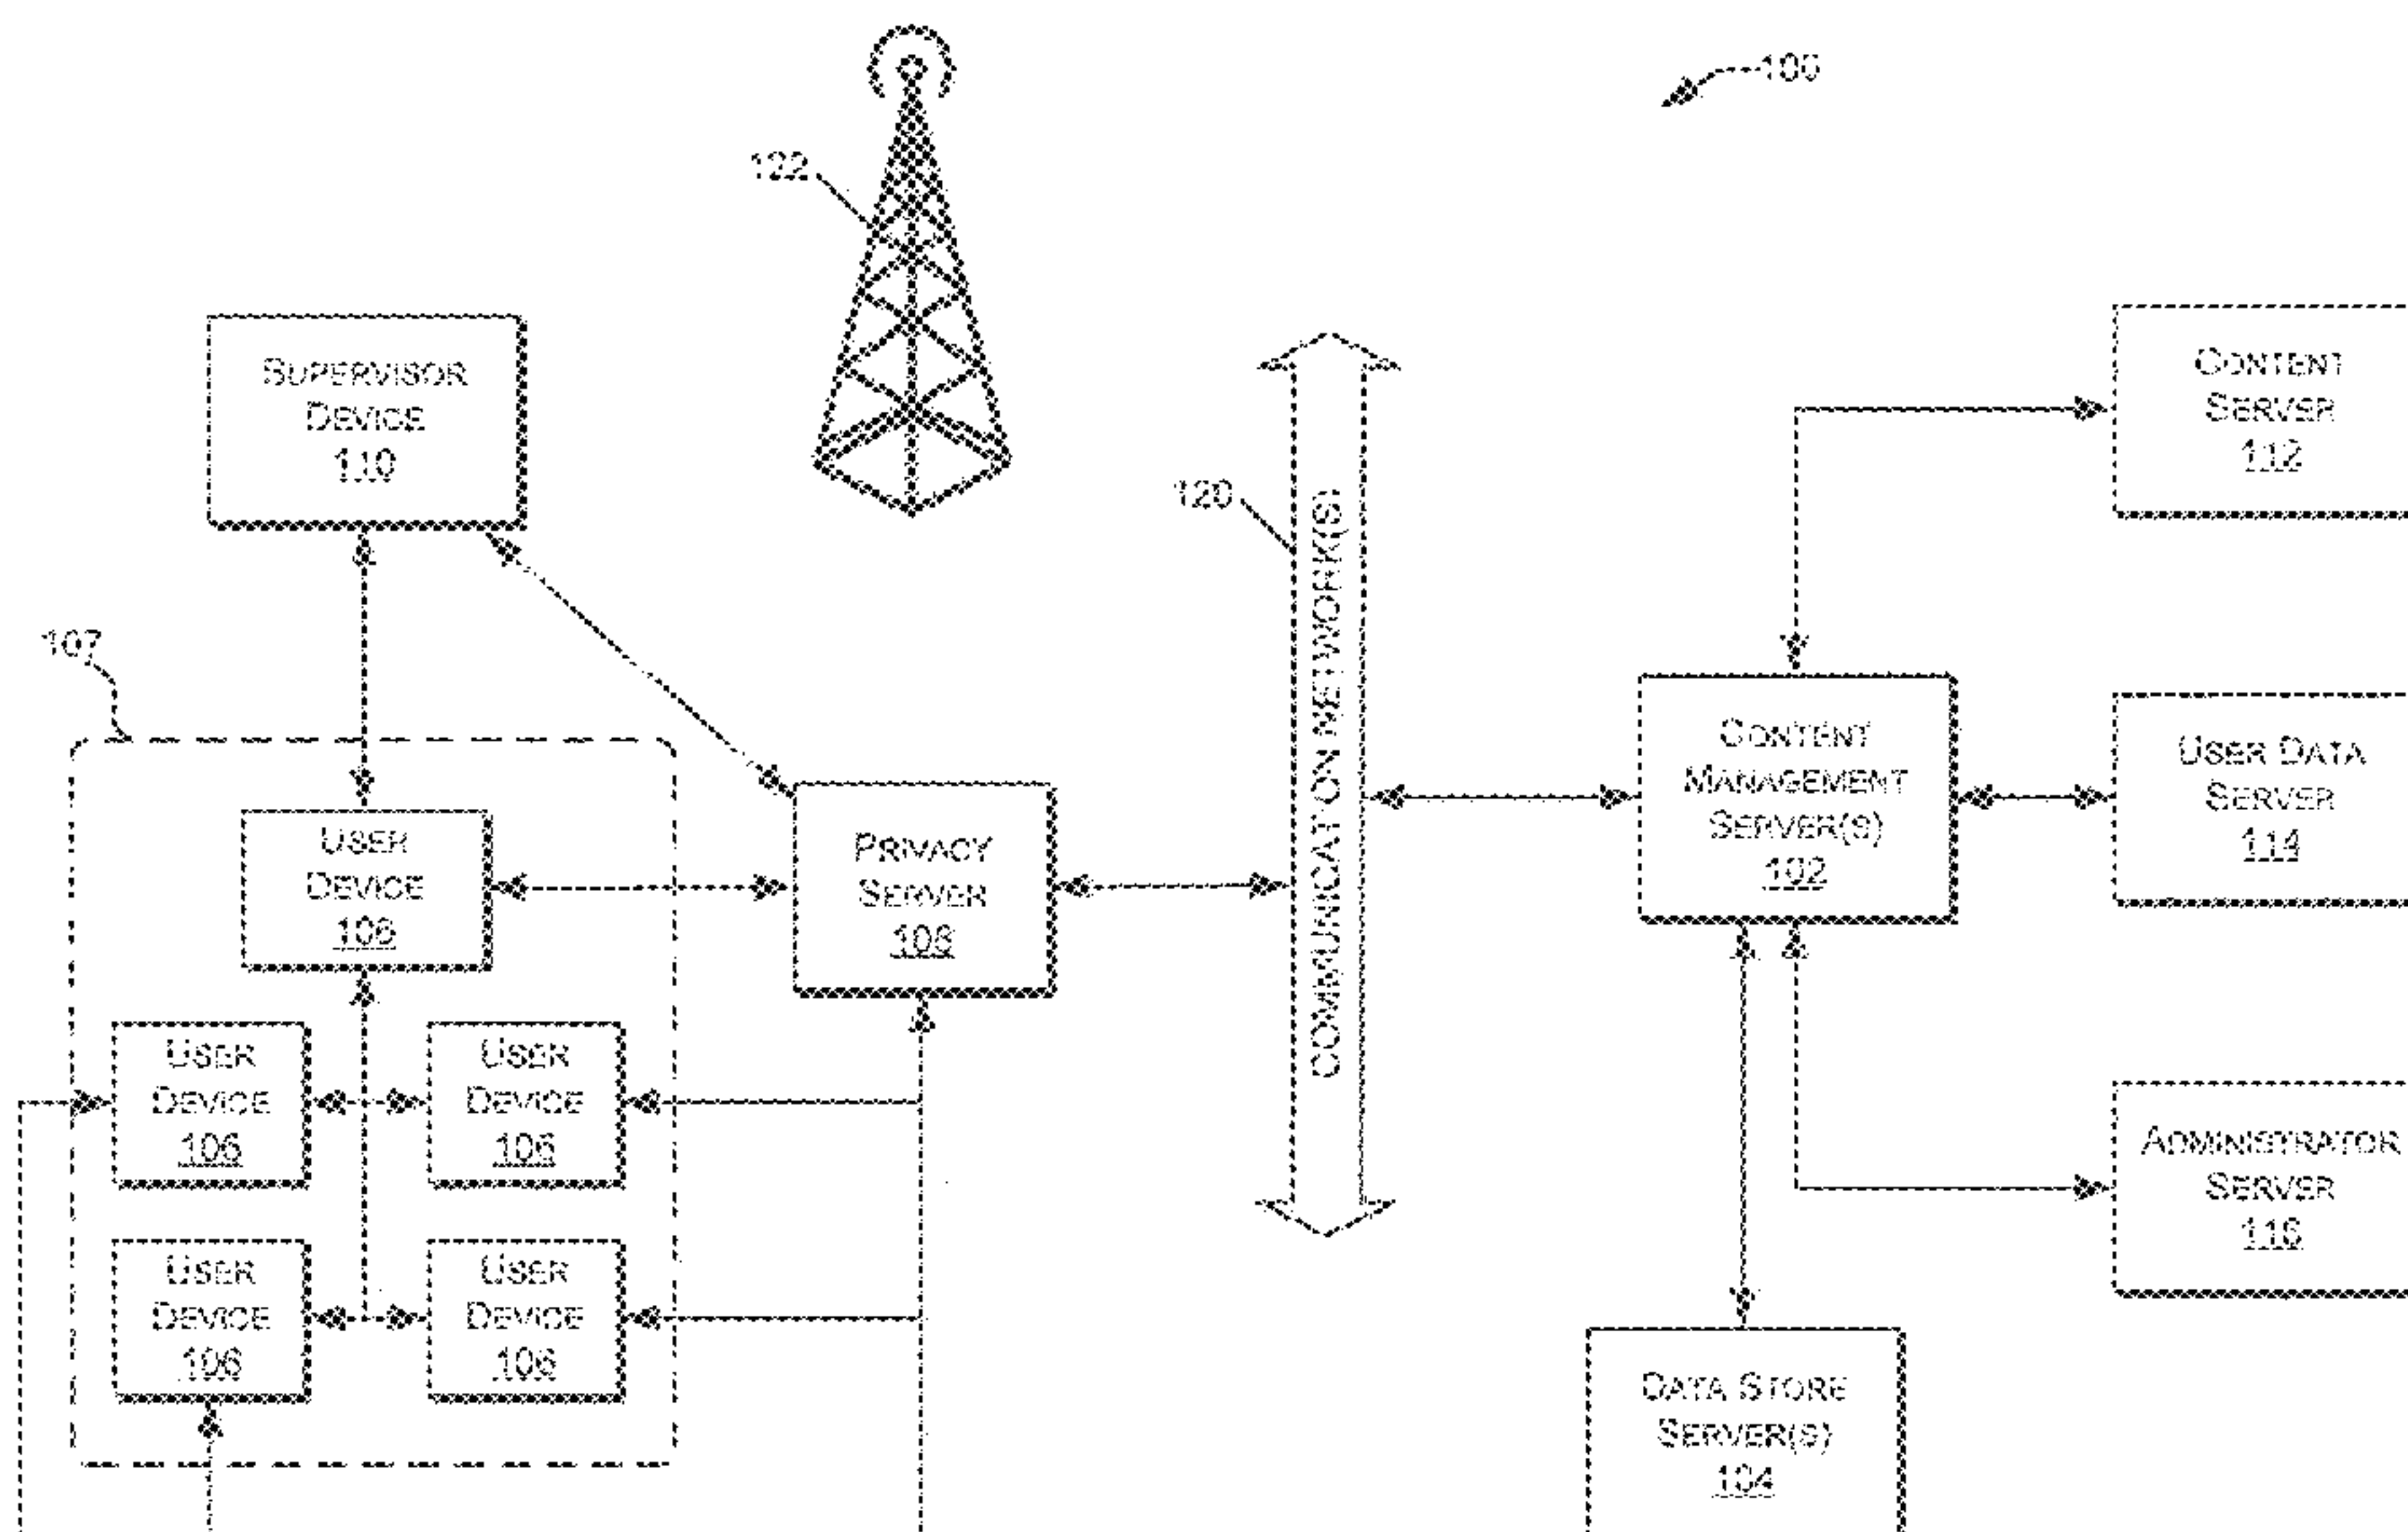 100
122
SUPERVISOR
DEVICE
110
120
COMMUNICATION NETWORK(S)
CONTENT
SERVER
112
107
CONTENT
MANAGEMENT
SERVER(S)
102
USER DATA
SERVER
114
USER
DEVICE
106
PRIVACY
SERVER
108
USER
DEVICE
106
USER
DEVICE
106
ADMINISTRATOR
SERVER
116
USER
DEVICE
106
USER
DEVICE
106
DATA STORE
SERVER(S)
104